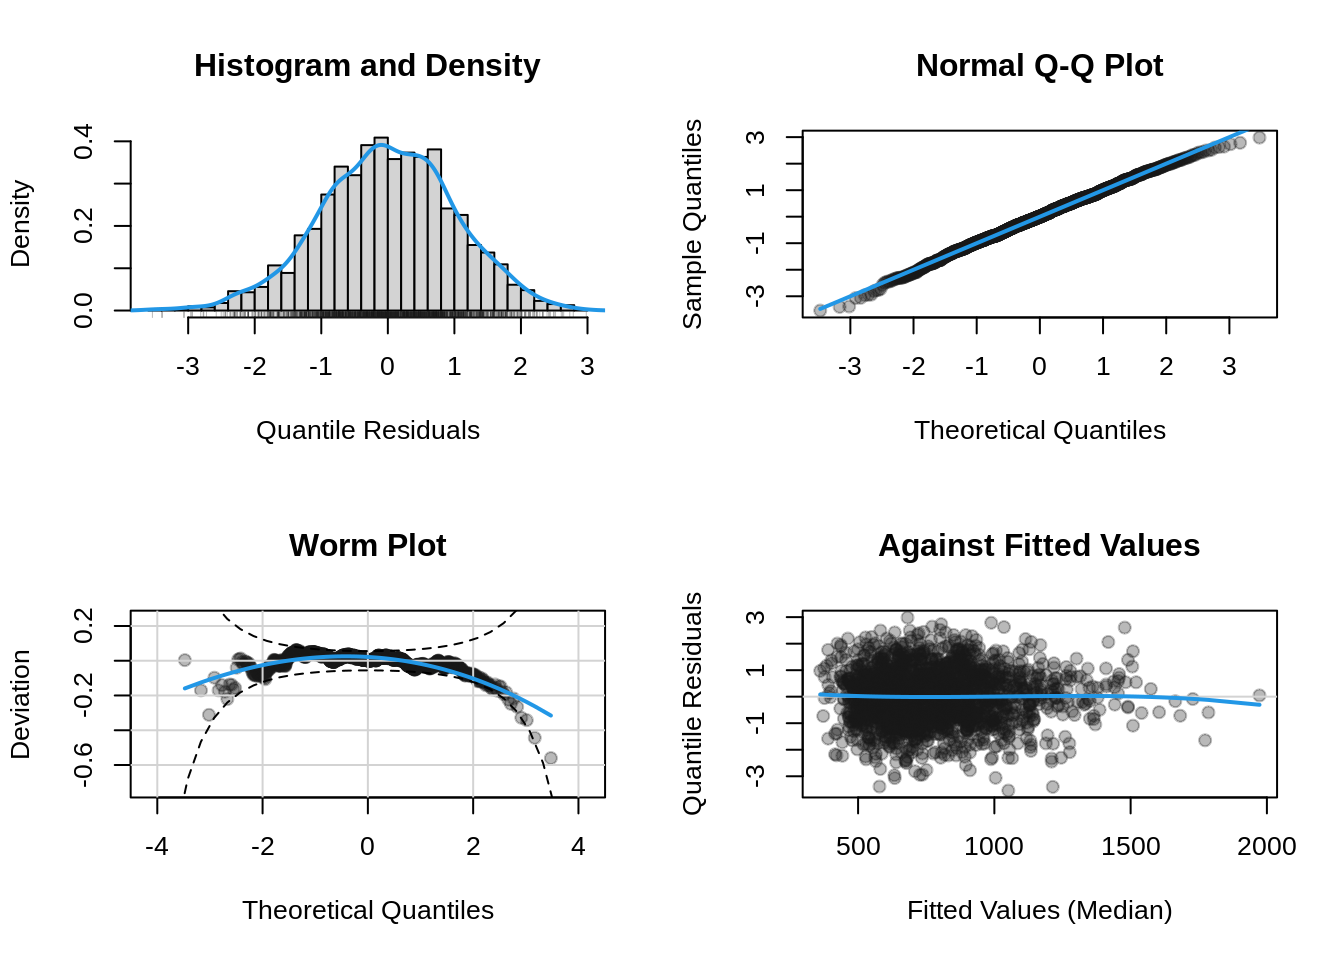 Histogram and Density
Density
0.0 0.2 0.4
-3 -2 -1 0 1 2 3
Quantile Residuals
Normal Q-Q Plot
Sample Quantiles
-3 -1 1 3
-3 -2 -1 0 1 2 3
Theoretical Quantiles
Worm Plot
Deviation
-0.6 -0.2 0.2
-4 -2 0 2 4
Theoretical Quantiles
Against Fitted Values
Quantile Residuals
-3 -1 1 3
500 1000 1500 2000
Fitted Values (Median)